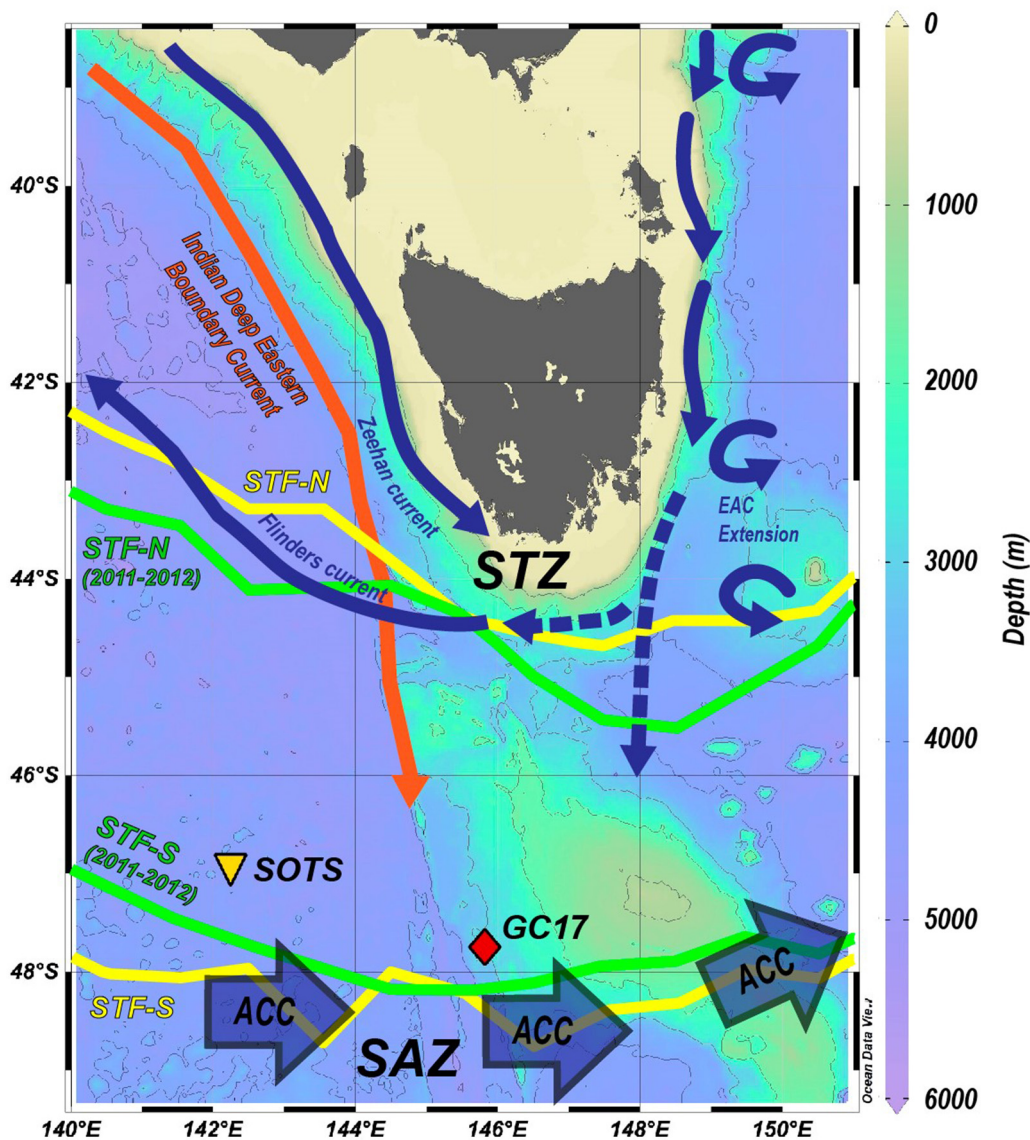 0
1000
2000
3000
4000
5000
6000
Depth (m)
40°S
42°S
44°S
46°S
48°S
140°E
142°E
144°E
146°E
148°E
150°E
Indian Deep Eastern
Boundary Current
Zeehan current
STF-N
Flinders current
STF-N
(2011-2012)
STZ
EAC
Extension
STF-S
(2011-2012)
SOTS
GC17
STF-S
ACC
ACC
ACC
SAZ
Ocean Data View